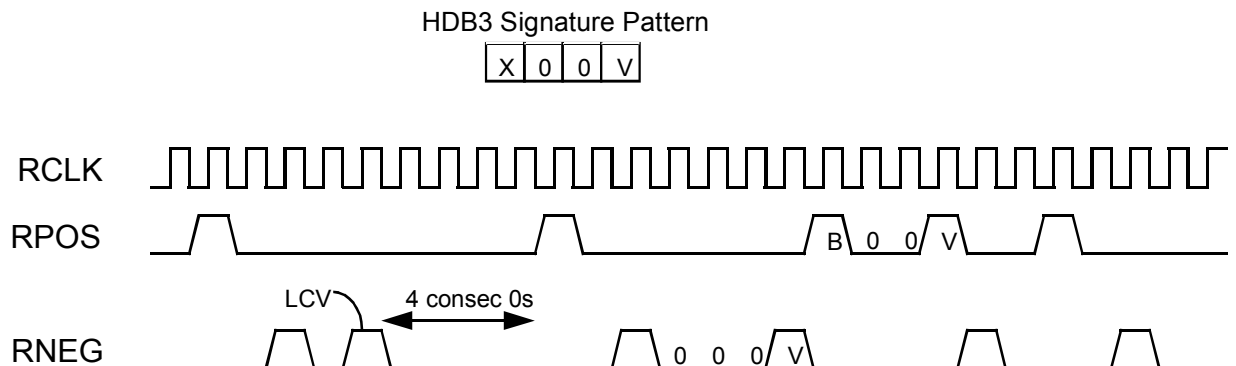 HDB3 Signature Pattern
X 0 0 V
RCLK
RPOS
B 0 0 V
LCV
4 consec 0s
RNEG
0 0 0 V